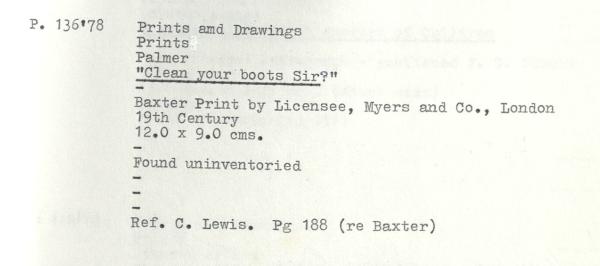 P. 136'78
Prints amd Drawings
Prints
Palmer
"Clean your boots Sir?"
-
Baxter Print by Licensee, Myers and Co., London
19th Century
12.0 x 9.0 cms.
-
Found uninventoried
-
-
-
Ref. C. Lewis. Pg 188 (re Baxter)